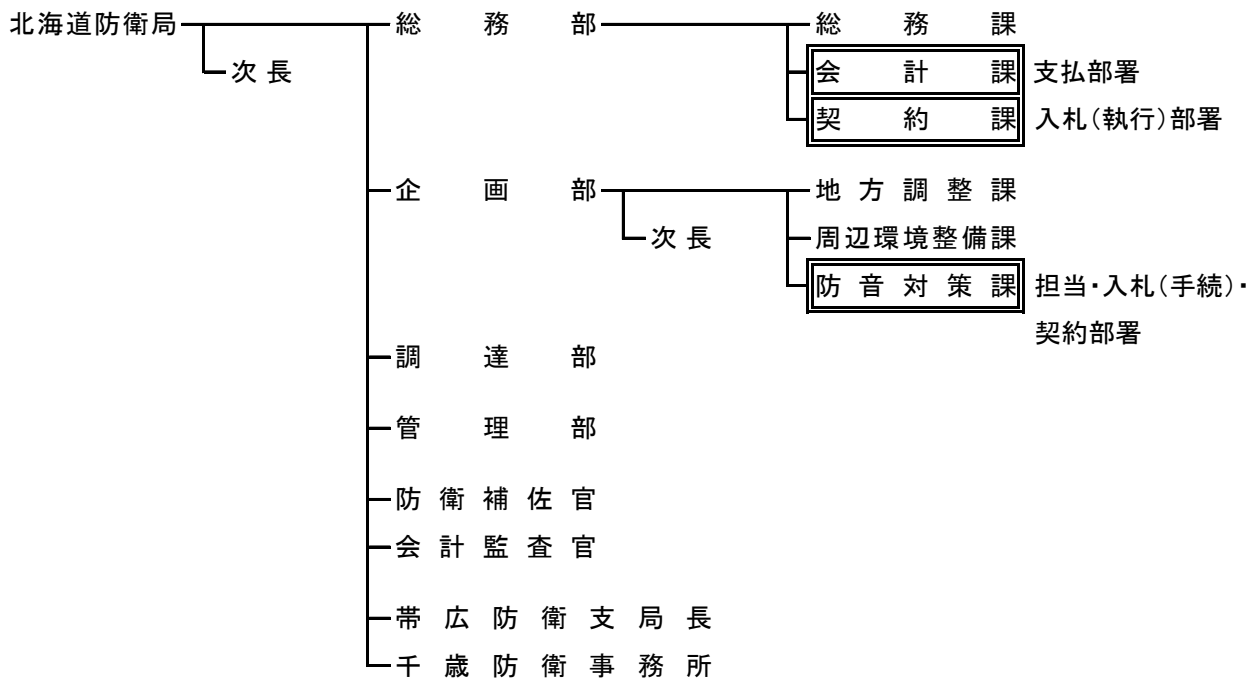 北海道防衛局 総務部 総務課
次長 会計課 支払部署
契約課 入札(執行)部署
企画部 地方調整課
次長 周辺環境整備課
防音対策課 担当・入札(手続)・
契約部署
調達部
管理部
防衛補佐官
会計監査官
帯広防衛支局長
千歳防衛事務所